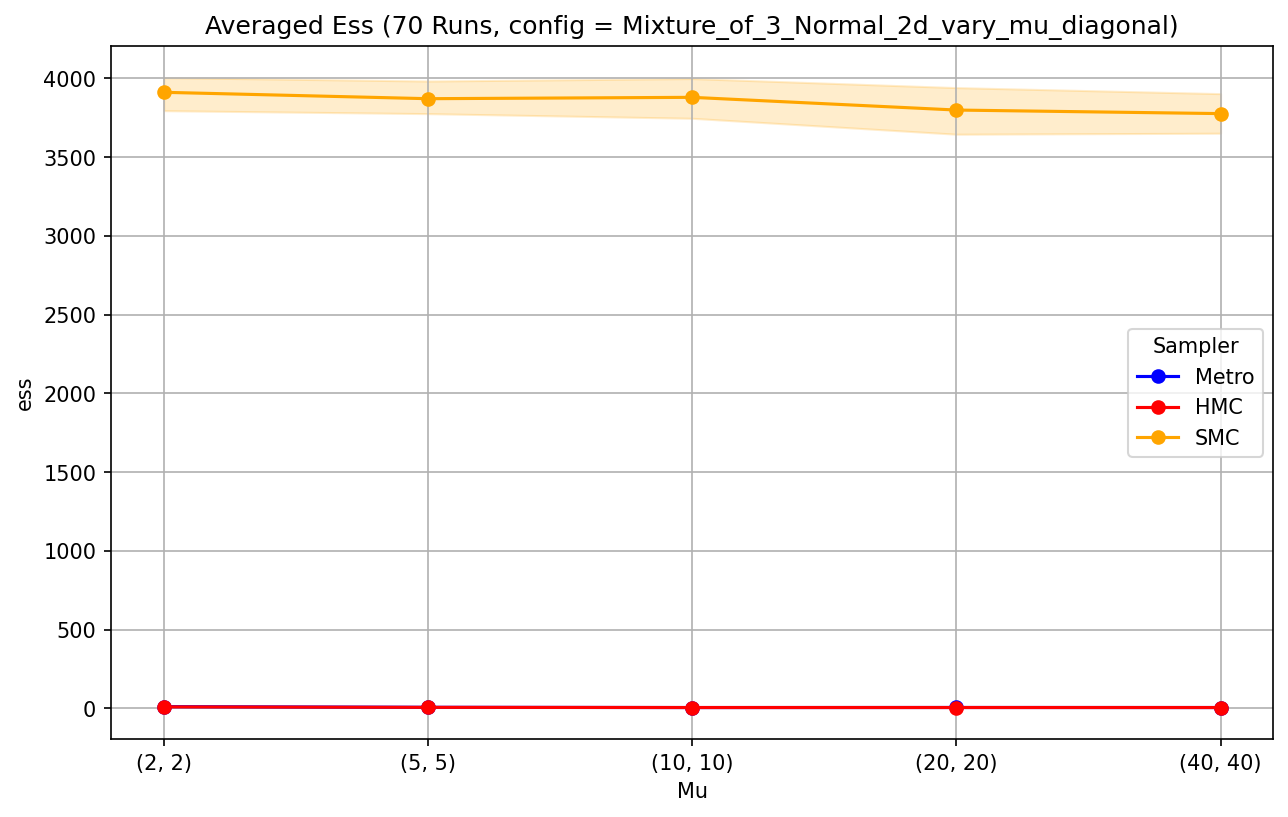 Averaged Ess (70 Runs, config = Mixture_of_3_Normal_2d_vary_mu_diagonal)
4000
3500
3000
2500
2000
1500
1000
500
0
ess
Sampler
Metro
HMC
SMC
(2, 2) (5, 5) (10, 10) (20, 20) (40, 40)
Mu